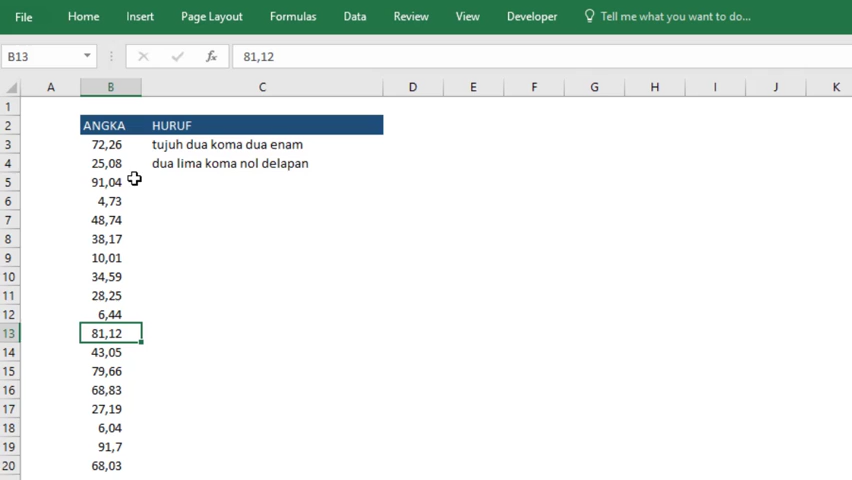 File Home Insert Page Layout Formulas Data Review View Developer Tell me what you want to do...
B13 fx 81,12
A B C D E F G H I J K
1
2 ANGKA HURUF
3 72,26 tujuh dua koma dua enam
4 25,08 dua lima koma nol delapan
5 91,04
6 4,73
7 48,74
8 38,17
9 10,01
10 34,59
11 28,25
12 6,44
13 81,12
14 43,05
15 79,66
16 68,83
17 27,19
18 6,04
19 91,7
20 68,03